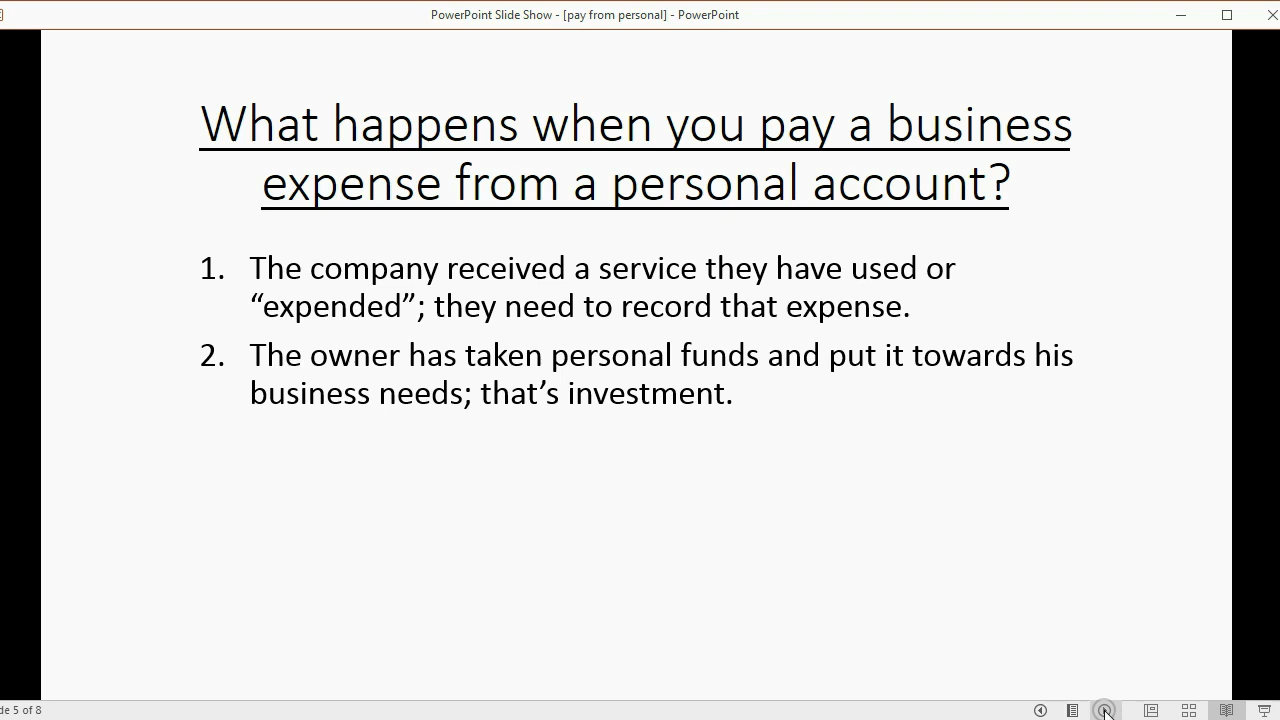 PowerPoint Slide Show - [pay from personal] - PowerPoint
What happens when you pay a business
expense from a personal account?
1. The company received a service they have used or
“expended”; they need to record that expense.
2. The owner has taken personal funds and put it towards his
business needs; that’s investment.
de 5 of 8